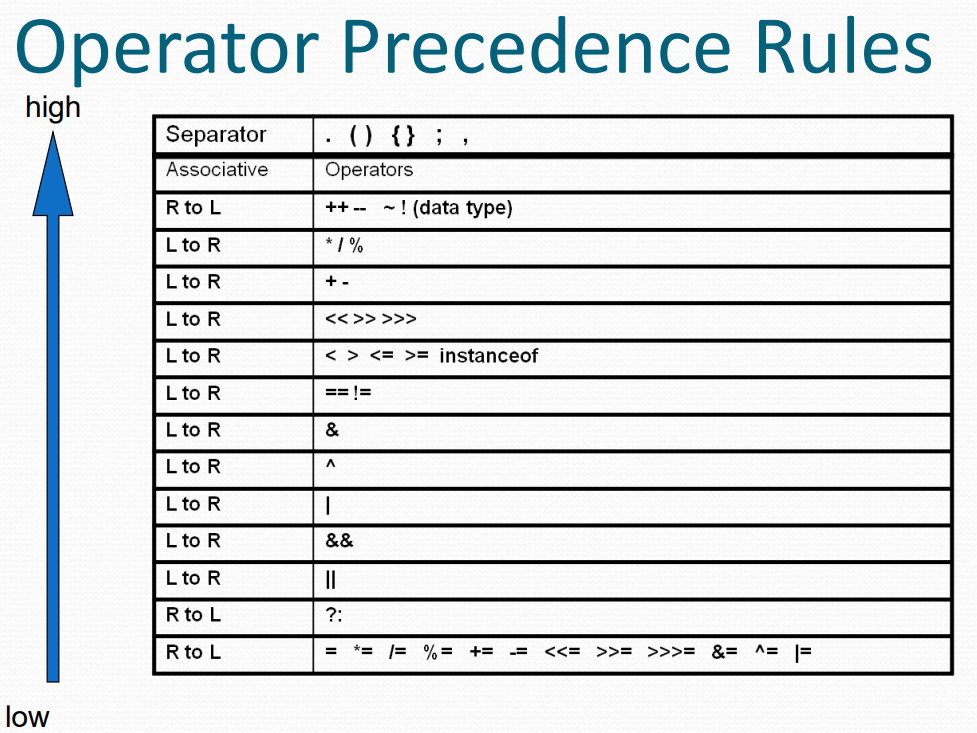 Operator Precedence Rules
high
Separator . ( ) { } ; ,
Associative Operators
R to L ++ -- ~ ! (data type)
L to R * / %
L to R + -
L to R << >> >>>
L to R < > <= >= instanceof
L to R == !=
L to R &
L to R ^
L to R |
L to R &&
L to R ||
R to L ?:
R to L = *= /= %= += -= <<= >>= >>>= &= ^= |=
low